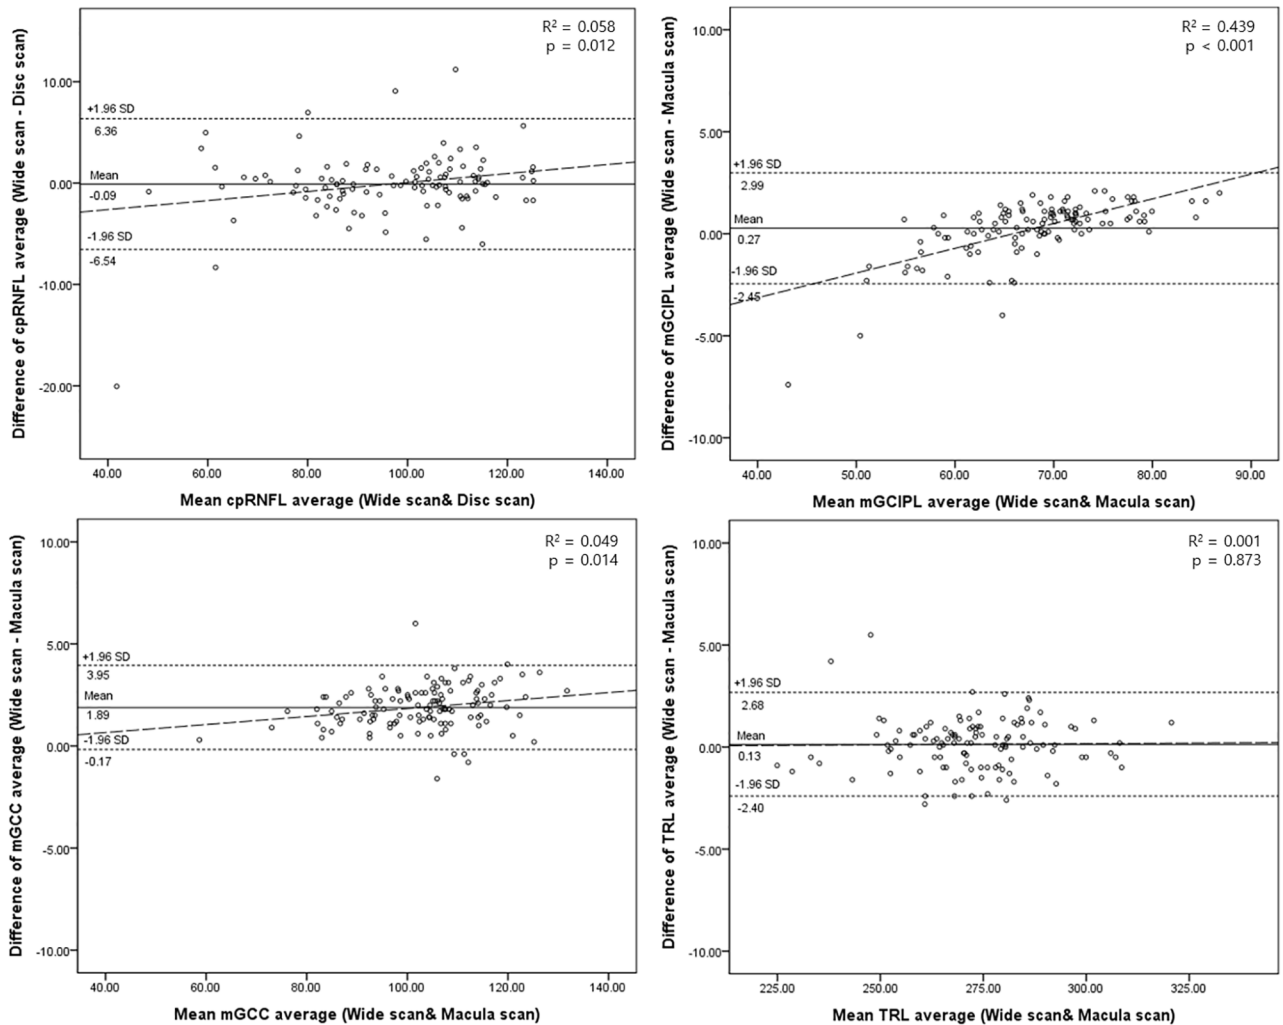 R² = 0.058
p = 0.012
Difference of cpRNFL average (Wide scan - Disc scan)
10.00
0.00
-10.00
-20.00
+1.96 SD
6.36
Mean
-0.09
-1.96 SD
-6.54
40.00 60.00 80.00 100.00 120.00 140.00
Mean cpRNFL average (Wide scan& Disc scan)
R² = 0.439
p < 0.001
Difference of mGCIPL average (Wide scan - Macula scan)
10.00
5.00
0.00
-5.00
-10.00
+1.96 SD
2.99
Mean
0.27
-1.96 SD
-2.45
40.00 50.00 60.00 70.00 80.00 90.00
Mean mGCIPL average (Wide scan& Macula scan)
R² = 0.049
p = 0.014
Difference of mGCC average (Wide scan - Macula scan)
10.00
5.00
0.00
-5.00
-10.00
+1.96 SD
3.95
Mean
1.89
-1.96 SD
-0.17
40.00 60.00 80.00 100.00 120.00 140.00
Mean mGCC average (Wide scan& Macula scan)
R² = 0.001
p = 0.873
Difference of TRL average (Wide scan - Macula scan)
10.00
5.00
0.00
-5.00
-10.00
+1.96 SD
2.68
Mean
0.13
-1.96 SD
-2.40
225.00 250.00 275.00 300.00 325.00
Mean TRL average (Wide scan& Macula scan)